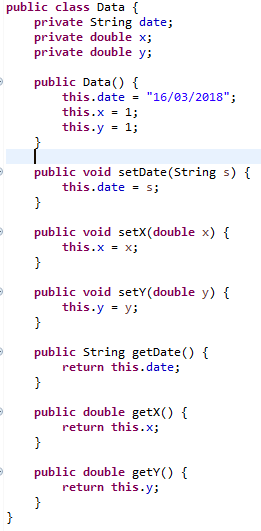 public class Data {
    private String date;
    private double x;
    private double y;
    public Data() {
        this.date = "16/03/2018";
        this.x = 1;
        this.y = 1;
    }
    public void setDate(String s) {
        this.date = s;
    }
    public void setX(double x) {
        this.x = x;
    }
    public void setY(double y) {
        this.y = y;
    }
    public String getDate() {
        return this.date;
    }
    public double getX() {
        return this.x;
    }
    public double getY() {
        return this.y;
    }
}